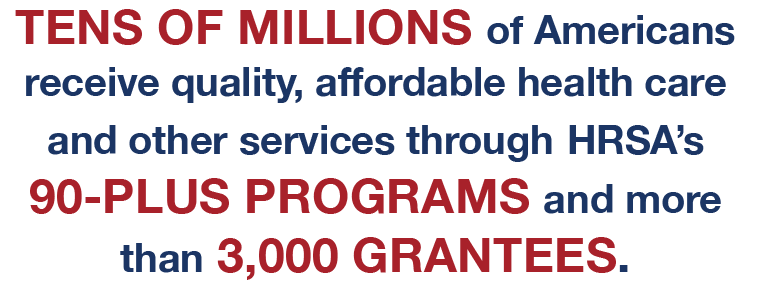 TENS OF MILLIONS of Americans
receive quality, affordable health care
and other services through HRSA’s
90-PLUS PROGRAMS and more
than 3,000 GRANTEES.